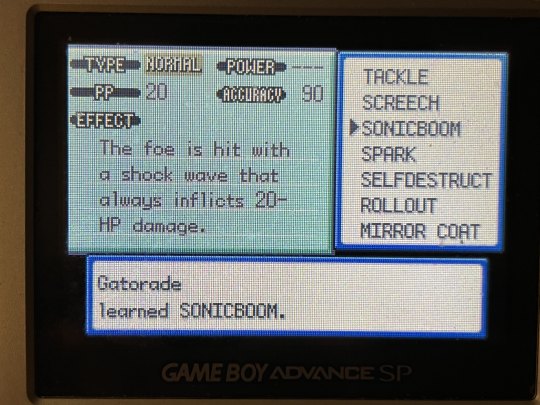 TYPE NORMAL POWER ---
PP 20 ACCURACY 90
EFFECT
The foe is hit with
a shock wave that
always inflicts 20-
HP damage.
TACKLE
SCREECH
▶SONICBOOM
SPARK
SELFDESTRUCT
ROLLOUT
MIRROR COAT
Gatorade
learned SONICBOOM.
GAME BOY ADVANCE SP